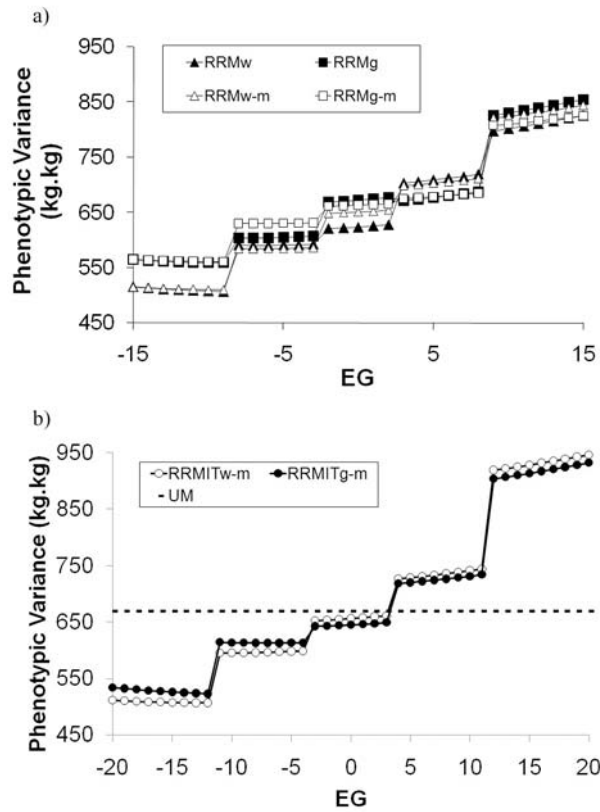 a)
950
RRMw
RRMg
RRMw-m
RRMg-m
850
750
650
550
450
Phenotypic Variance
(kg.kg)
-15
-5
5
15
EG
b)
950
RRMITw-m
RRMITg-m
UM
850
750
650
550
450
Phenotypic Variance (kg.kg)
-20
-15
-10
-5
0
5
10
15
20
EG